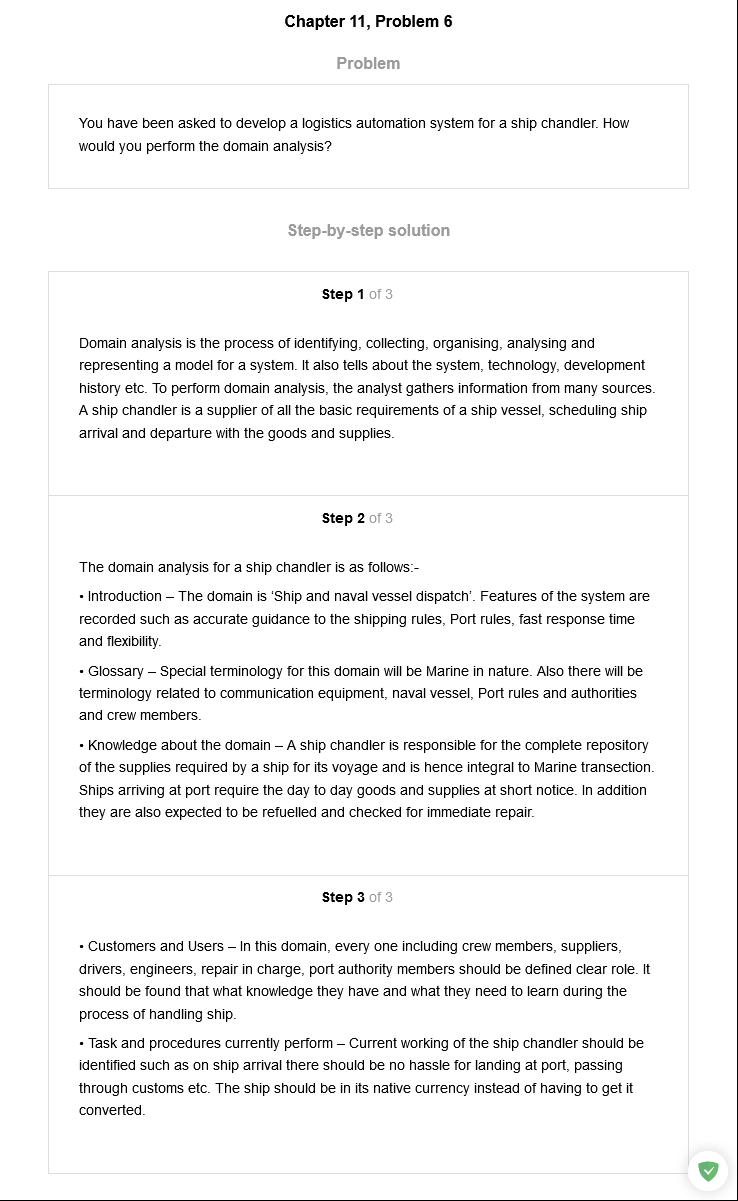 Chapter 11, Problem 6
Problem
You have been asked to develop a logistics automation system for a ship chandler. How
would you perform the domain analysis?
Step-by-step solution
Step 1 of 3
Domain analysis is the process of identifying, collecting, organising, analysing and
representing a model for a system. It also tells about the system, technology, development
history etc. To perform domain analysis, the analyst gathers information from many sources.
A ship chandler is a supplier of all the basic requirements of a ship vessel, scheduling ship
arrival and departure with the goods and supplies.
Step 2 of 3
The domain analysis for a ship chandler is as follows:-
• Introduction – The domain is ‘Ship and naval vessel dispatch’. Features of the system are
recorded such as accurate guidance to the shipping rules, Port rules, fast response time
and flexibility.
• Glossary – Special terminology for this domain will be Marine in nature. Also there will be
terminology related to communication equipment, naval vessel, Port rules and authorities
and crew members.
• Knowledge about the domain – A ship chandler is responsible for the complete repository
of the supplies required by a ship for its voyage and is hence integral to Marine transection.
Ships arriving at port require the day to day goods and supplies at short notice. In addition
they are also expected to be refuelled and checked for immediate repair.
Step 3 of 3
• Customers and Users – In this domain, every one including crew members, suppliers,
drivers, engineers, repair in charge, port authority members should be defined clear role. It
should be found that what knowledge they have and what they need to learn during the
process of handling ship.
• Task and procedures currently perform – Current working of the ship chandler should be
identified such as on ship arrival there should be no hassle for landing at port, passing
through customs etc. The ship should be in its native currency instead of having to get it
converted.